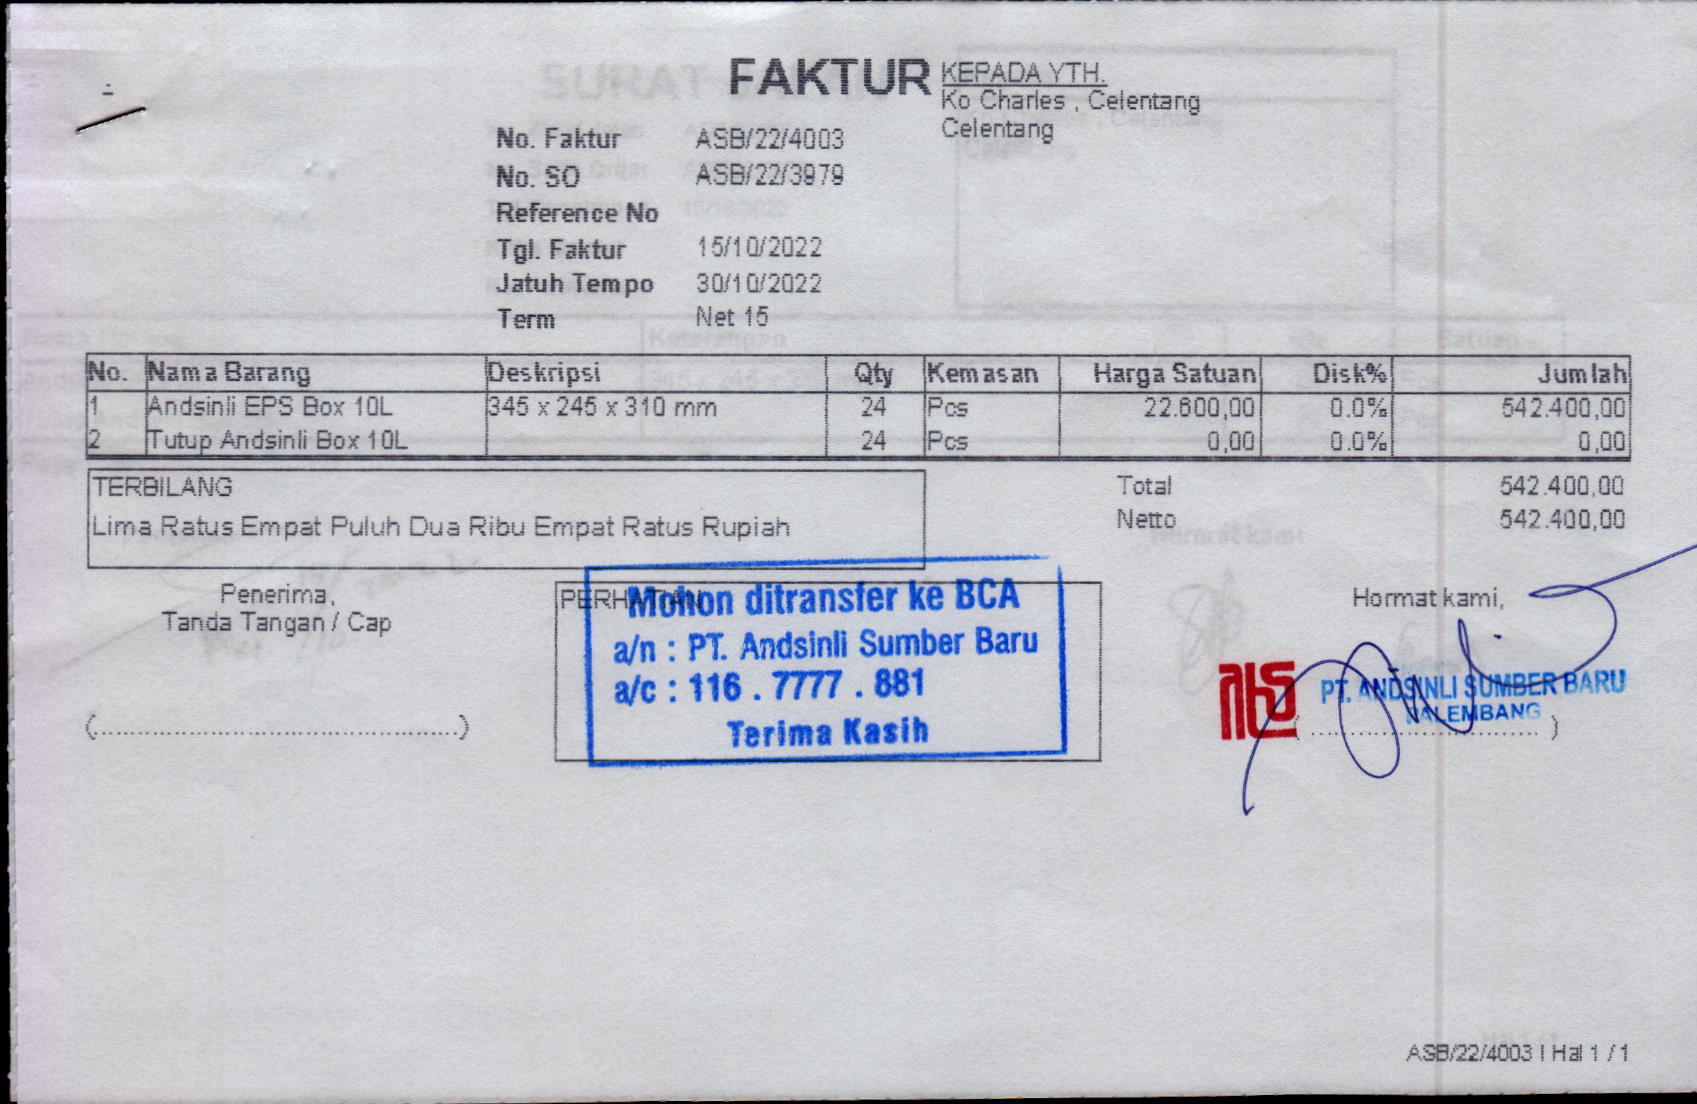 FAKTUR
KEPADA YTH.
Ko Charles , Celentang
Celentang
No. Faktur ASB/22/4003
No. SO ASB/22/3979
Reference No
Tgl. Faktur 15/10/2022
Jatuh Tempo 30/10/2022
Term Net 15
No. Nama Barang Deskripsi Qty Kemasan Harga Satuan Disk% Jumlah
1 Andsinli EPS Box 10L 345 x 245 x 310 mm 24 Pcs 22.600,00 0.0% 542.400,00
2 Tutup Andsinli Box 10L 24 Pcs 0,00 0.0% 0,00
TERBILANG
Lima Ratus Empat Puluh Dua Ribu Empat Ratus Rupiah
Total 542.400,00
Netto 542.400,00
Penerima,
Tanda Tangan / Cap
(............................................)
PERHATIAN
Mohon ditransfer ke BCA
a/n : PT. Andsinli Sumber Baru
a/c : 116 . 7777 . 881
Terima Kasih
Hormat kami,
PT. ANDSINLI SUMBER BARU
PALEMBANG
( ............................ )
ASB/22/4003 | Hal 1 / 1